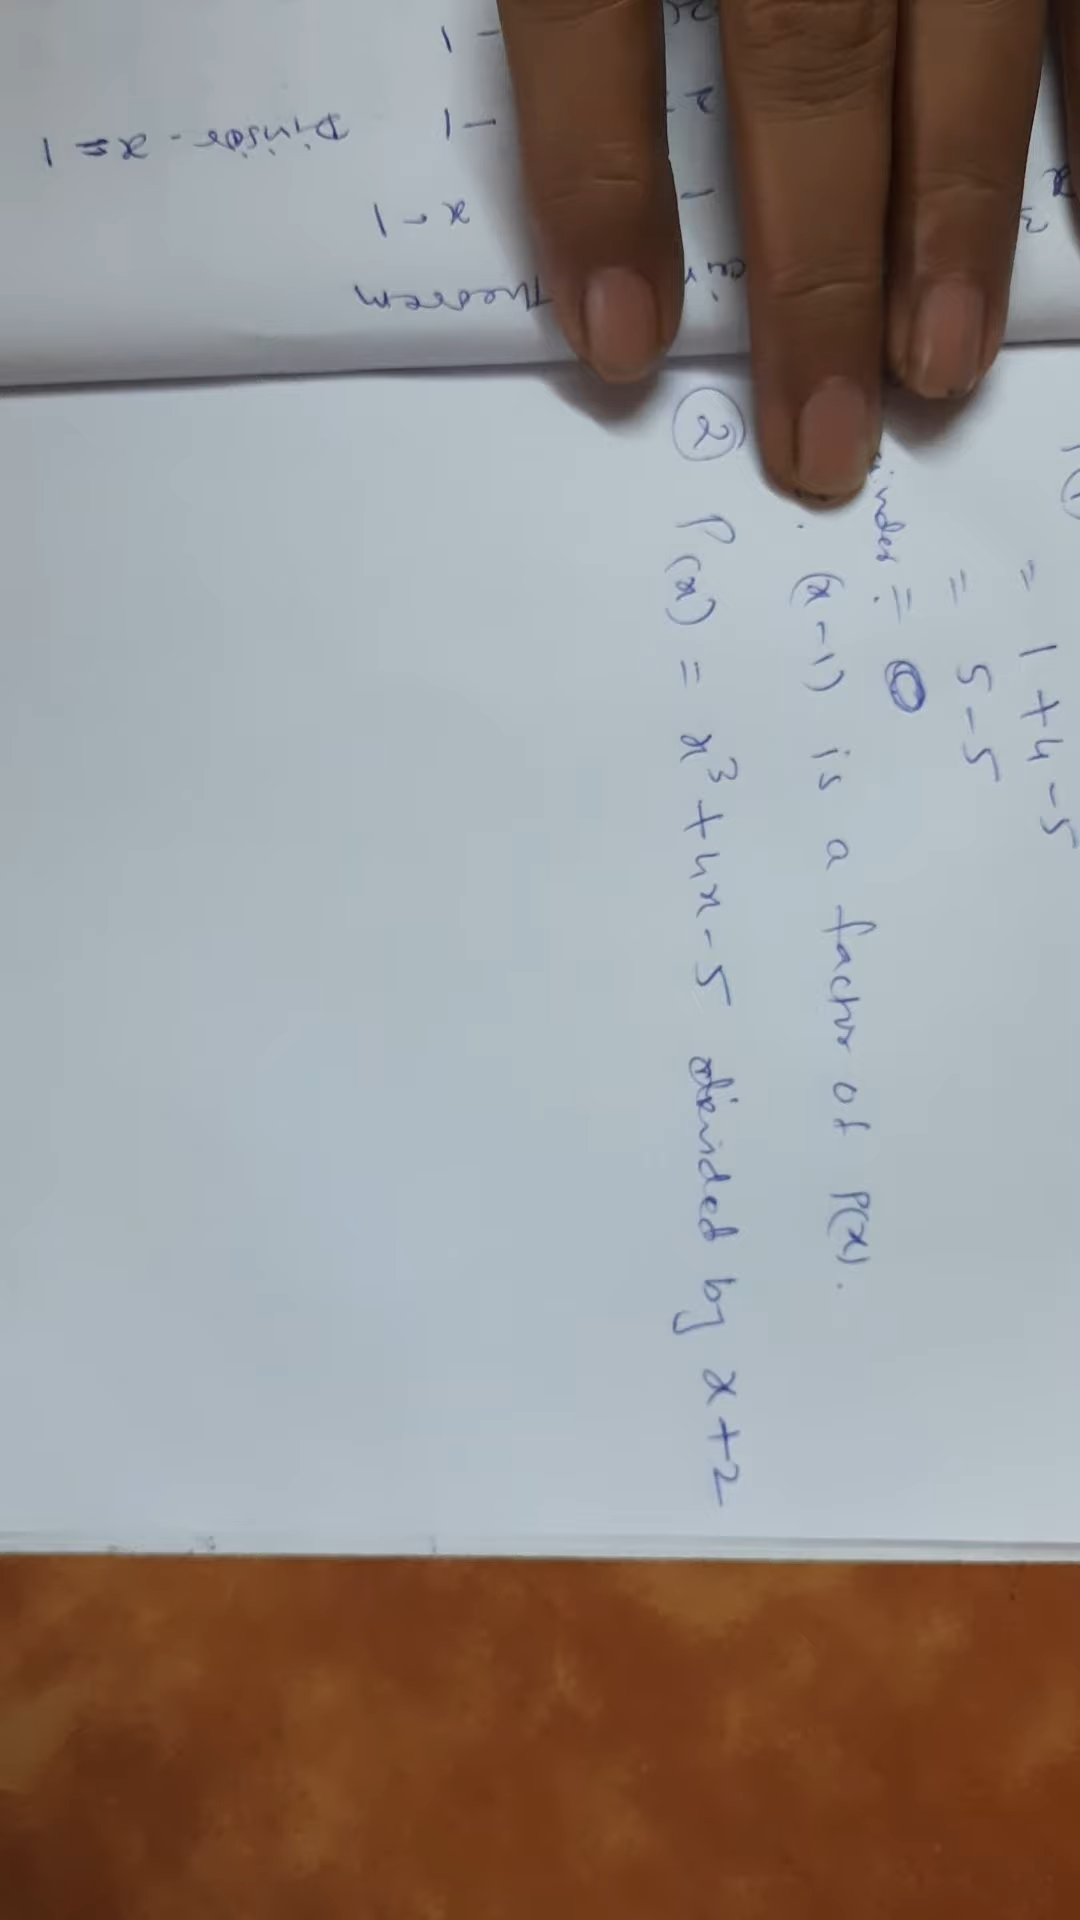 = 1 + 4 - 5
= 5 - 5
= 0
(x - 1) is a factor of P(x).
② P(x) = x³ + 4x - 5 divided by x + 2
Theorem
x - 1
Divisor - x = 1